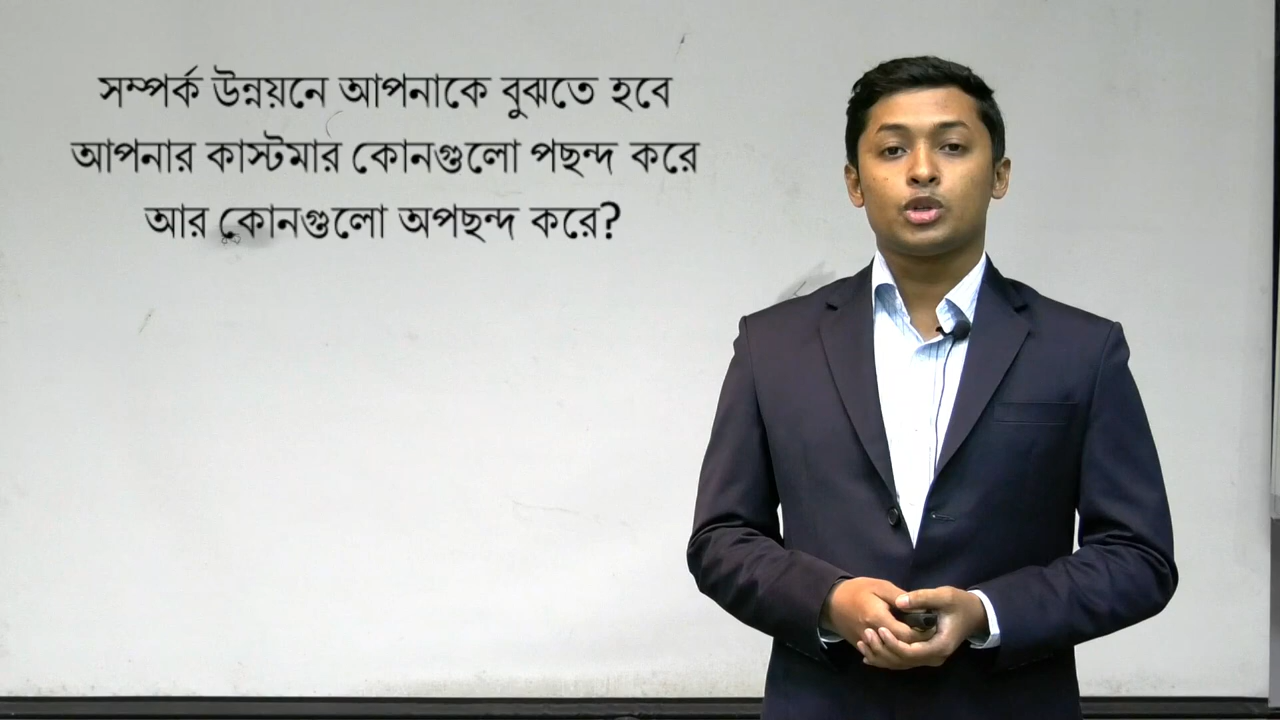 সম্পর্ক উন্নয়নে আপনাকে বুঝতে হবে
আপনার কাস্টমার কোনগুলো পছন্দ করে
আর কোনগুলো অপছন্দ করে?